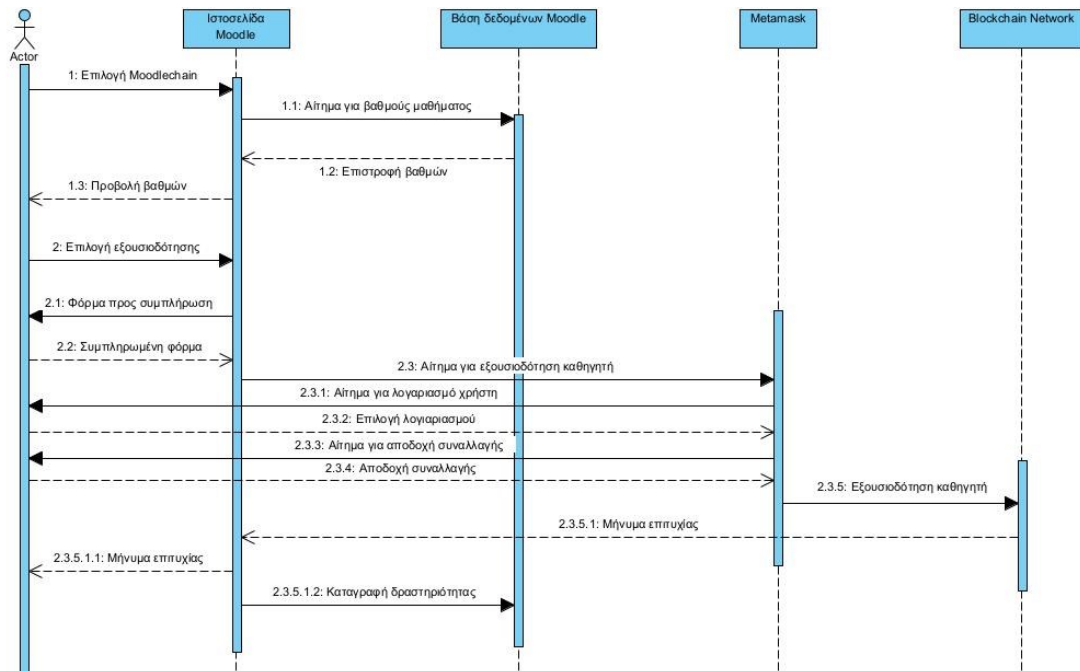 Actor
Ιστοσελίδα
Moodle
Βάση δεδομένων Moodle
Metamask
Blockchain Network
1: Επιλογή Moodlechain
1.1: Αίτημα για βαθμούς μαθήματος
1.2: Επιστροφή βαθμών
1.3: Προβολή βαθμών
2: Επιλογή εξουσιοδότησης
2.1: Φόρμα προς συμπλήρωση
2.2: Συμπληρωμένη φόρμα
2.3: Αίτημα για εξουσιοδότηση καθηγητή
2.3.1: Αίτημα για λογαριασμό χρήστη
2.3.2: Επιλογή λογιαριασμού
2.3.3: Αίτημα για αποδοχή συναλλαγής
2.3.4: Αποδοχή συναλλαγής
2.3.5: Εξουσιοδότηση καθηγητή
2.3.5.1: Μήνυμα επιτυχίας
2.3.5.1.1: Μήνυμα επιτυχίας
2.3.5.1.2: Καταγραφή δραστηριότητας